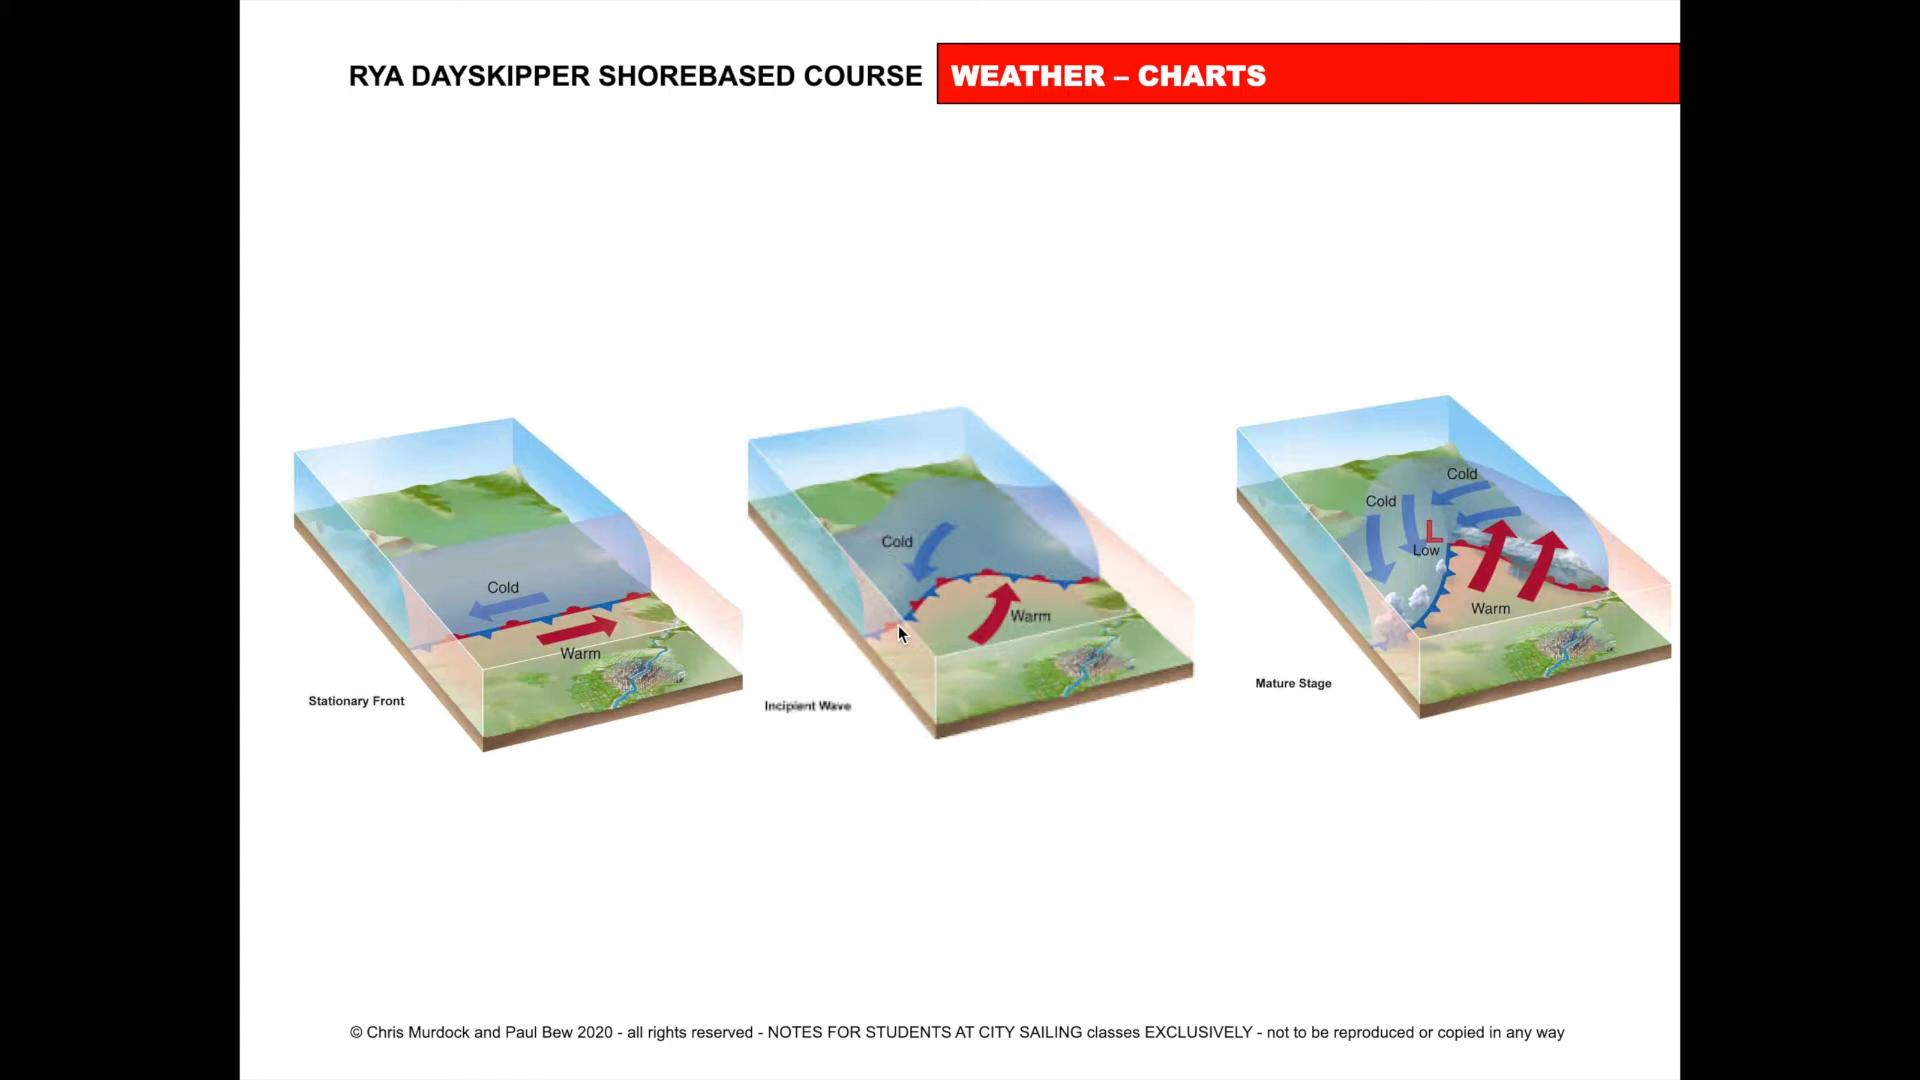 RYA DAYSKIPPER SHOREBASED COURSE WEATHER – CHARTS
Cold
Warm
Stationary Front
Cold
Warm
Incipient Wave
Cold
Cold
L
Low
Warm
Mature Stage
© Chris Murdock and Paul Bew 2020 - all rights reserved - NOTES FOR STUDENTS AT CITY SAILING classes EXCLUSIVELY - not to be reproduced or copied in any way